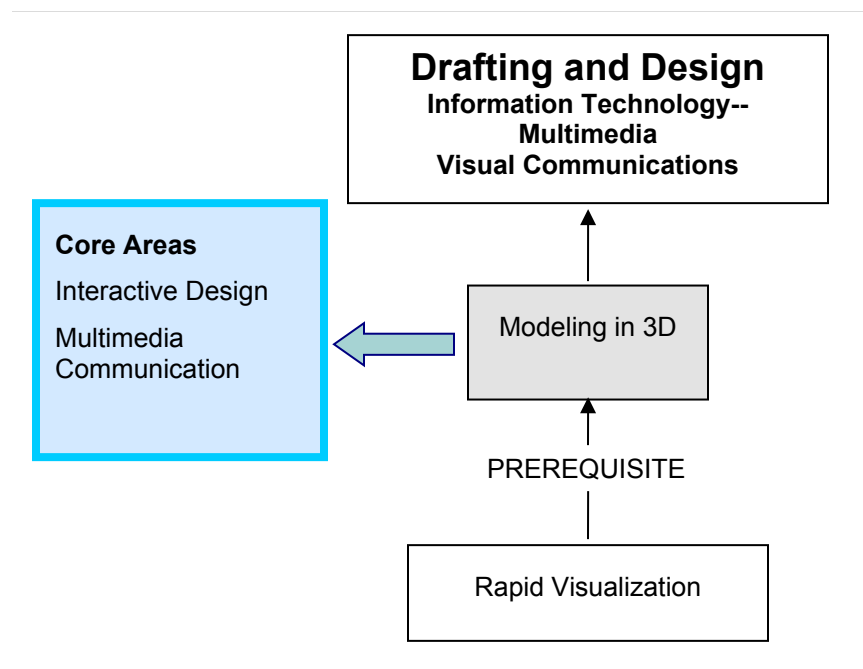 Drafting and Design
Information Technology--
Multimedia
Visual Communications
Core Areas
Interactive Design
Multimedia
Communication
Modeling in 3D
PREREQUISITE
Rapid Visualization